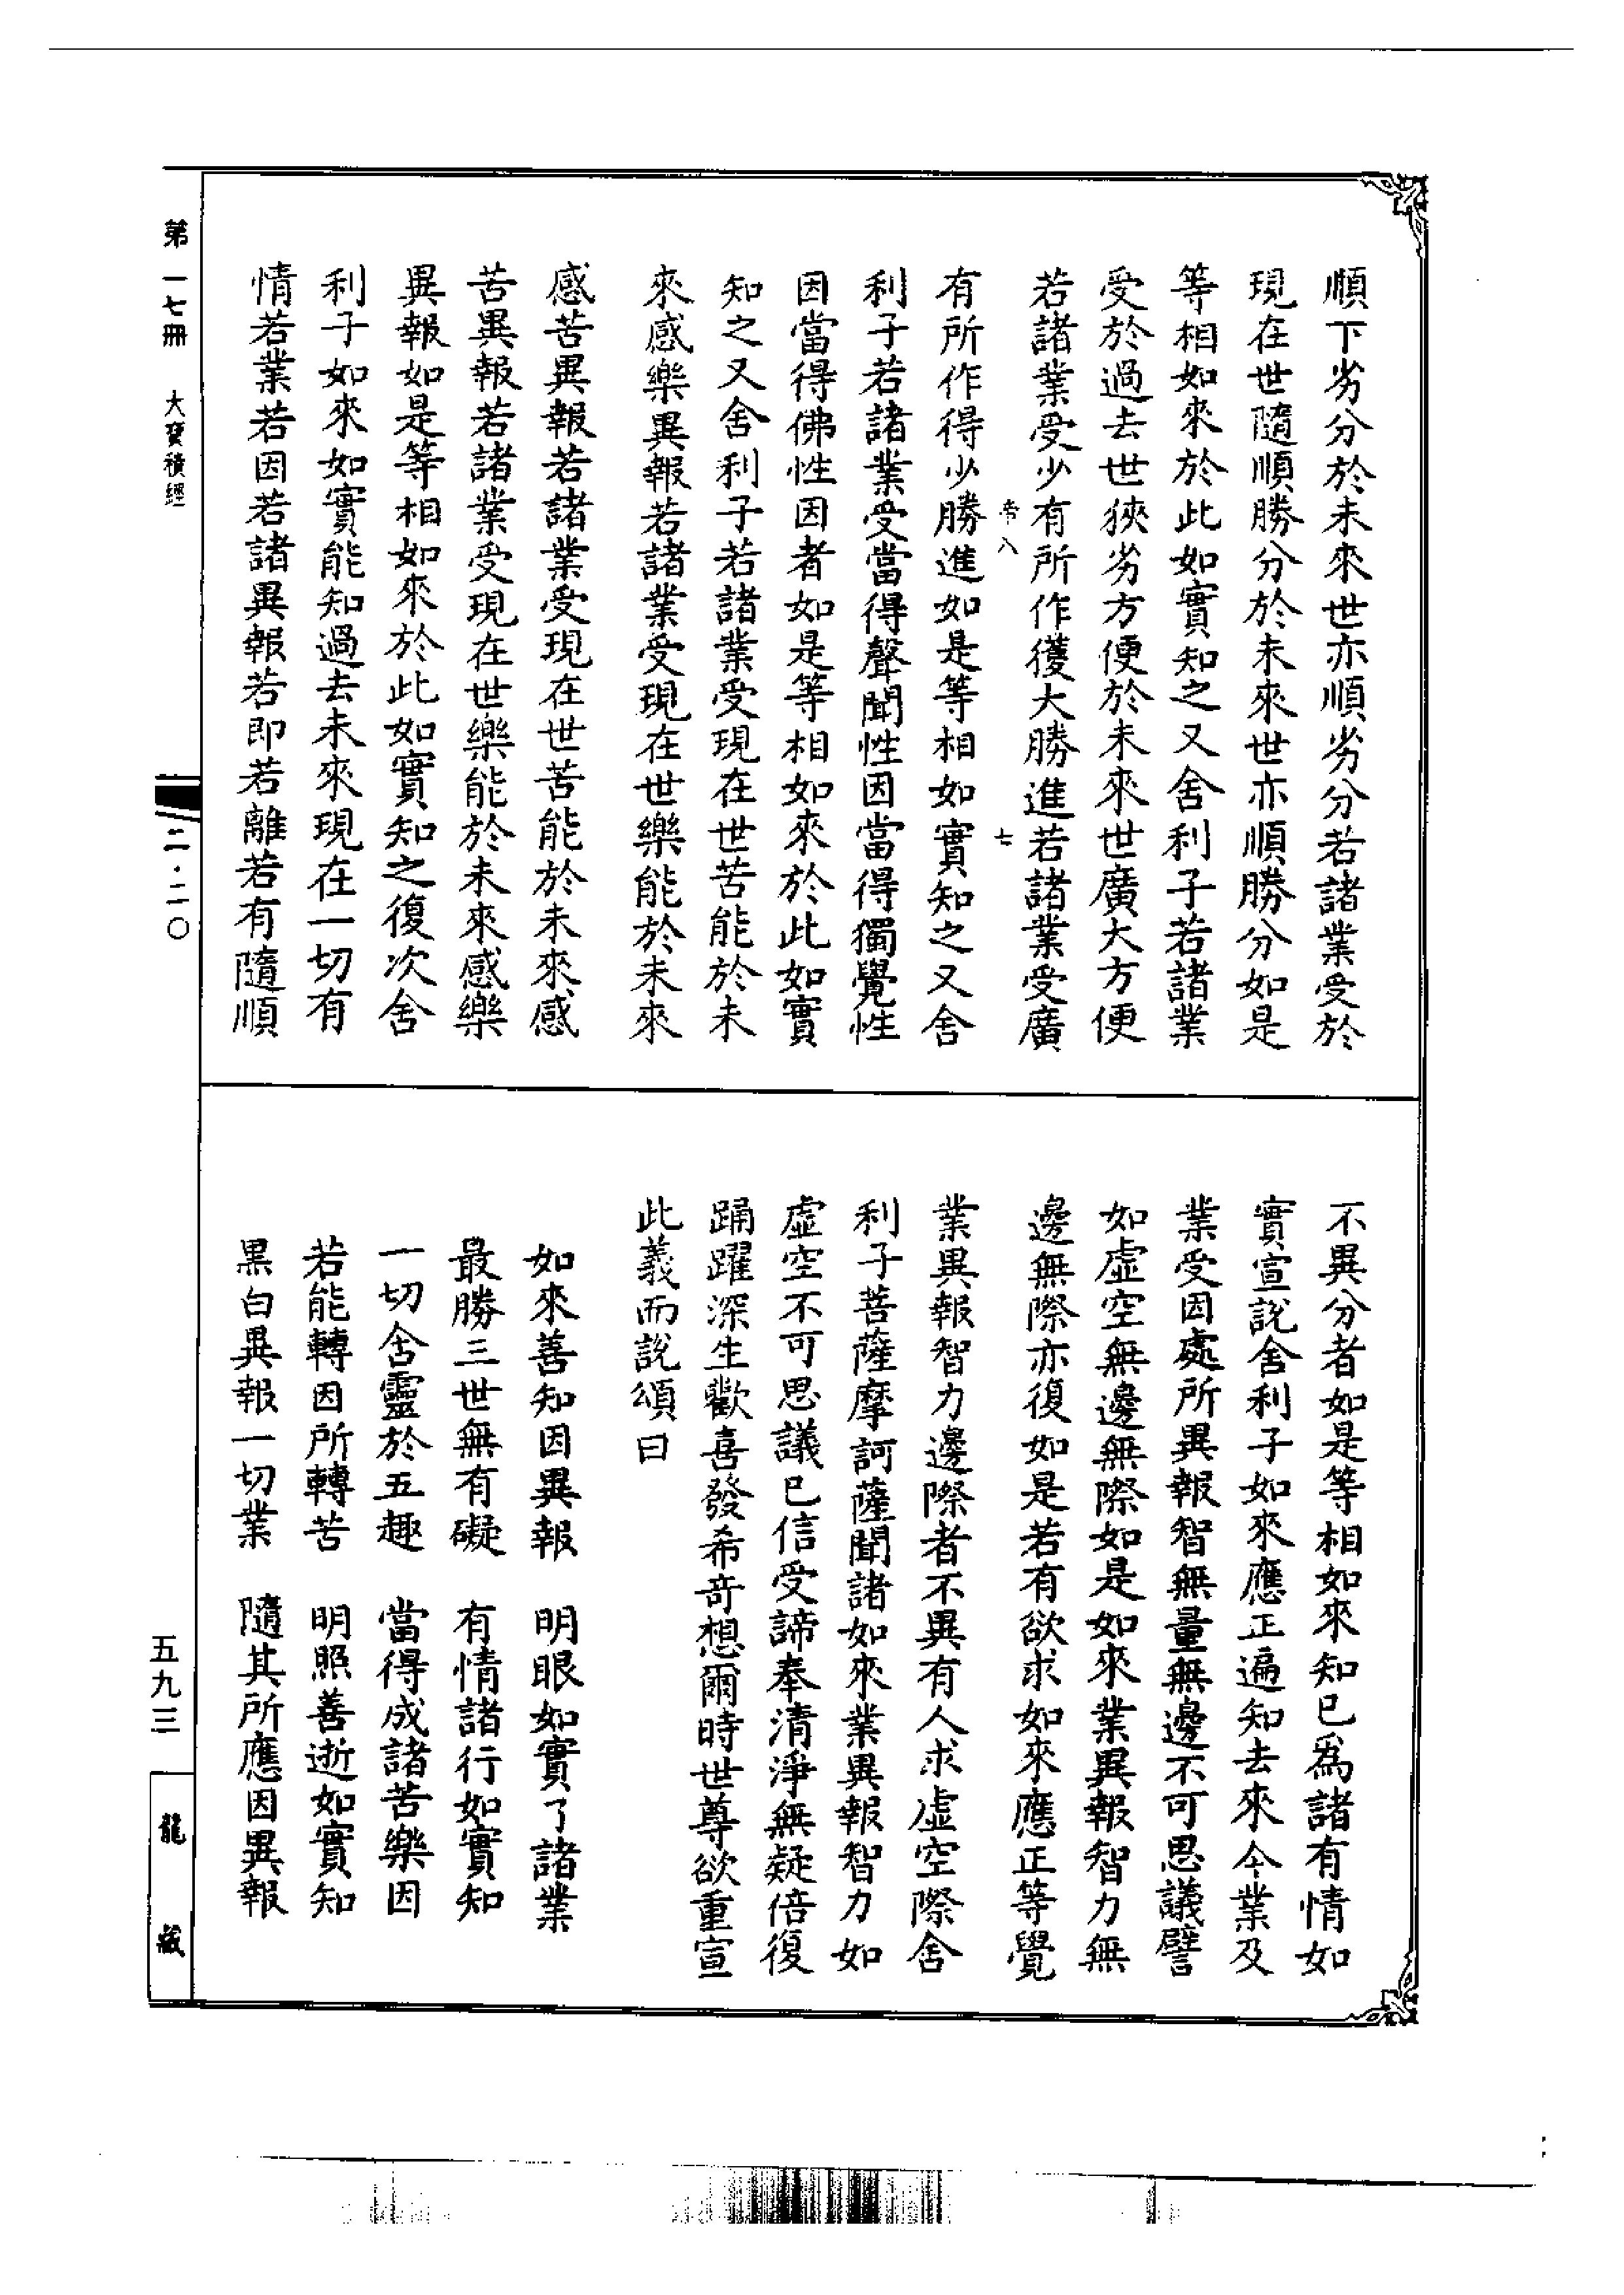 順下劣分於未來世亦順劣分若諸業受於
現在世隨順勝分於未來世亦順勝分如是
等相如來於此如實知之又舍利子若諸業
受於過去世狹劣方便於未來世廣大方便
若諸業受少有所作獲大勝進若諸業受廣
帝八 七
有所作得少勝進如是等相如實知之又舍
利子若諸業受當得聲聞性因當得獨覺性
因當得佛性因者如是等相如來於此如實
知之又舍利子若諸業受現在世苦能於未
來感樂異報若諸業受現在世樂能於未來
感苦異報若諸業受現在世苦能於未來感
苦異報若諸業受現在世樂能於未來感樂
異報如是等相如來於此如實知之復次舍
利子如來如實能知過去未來現在一切有
情若業若因若諸異報若即若離若有隨順
不異分者如是等相如來知已為諸有情如
實宣說舍利子如來應正遍知去來今業及
業受因處所異報智無量無邊不可思議譬
如虛空無邊無際如是如來業異報智力無
邊無際亦復如是若有欲求如來應正等覺
業異報智力邊際者不異有人求虛空際舍
利子菩薩摩訶薩聞諸如來業異報智力如
虛空不可思議已信受諦奉清淨無疑倍復
踊躍深生歡喜發希奇想爾時世尊欲重宣
此義而說頌曰
如來善知因異報 明眼如實了諸業
最勝三世無有礙 有情諸行如實知
一切含靈於五趣 當得成諸苦樂因
若能轉因所轉苦 明照善逝如實知
黑白異報一切業 隨其所應因異報
第一七冊 大寶積經 二·二〇 五九三 龍藏